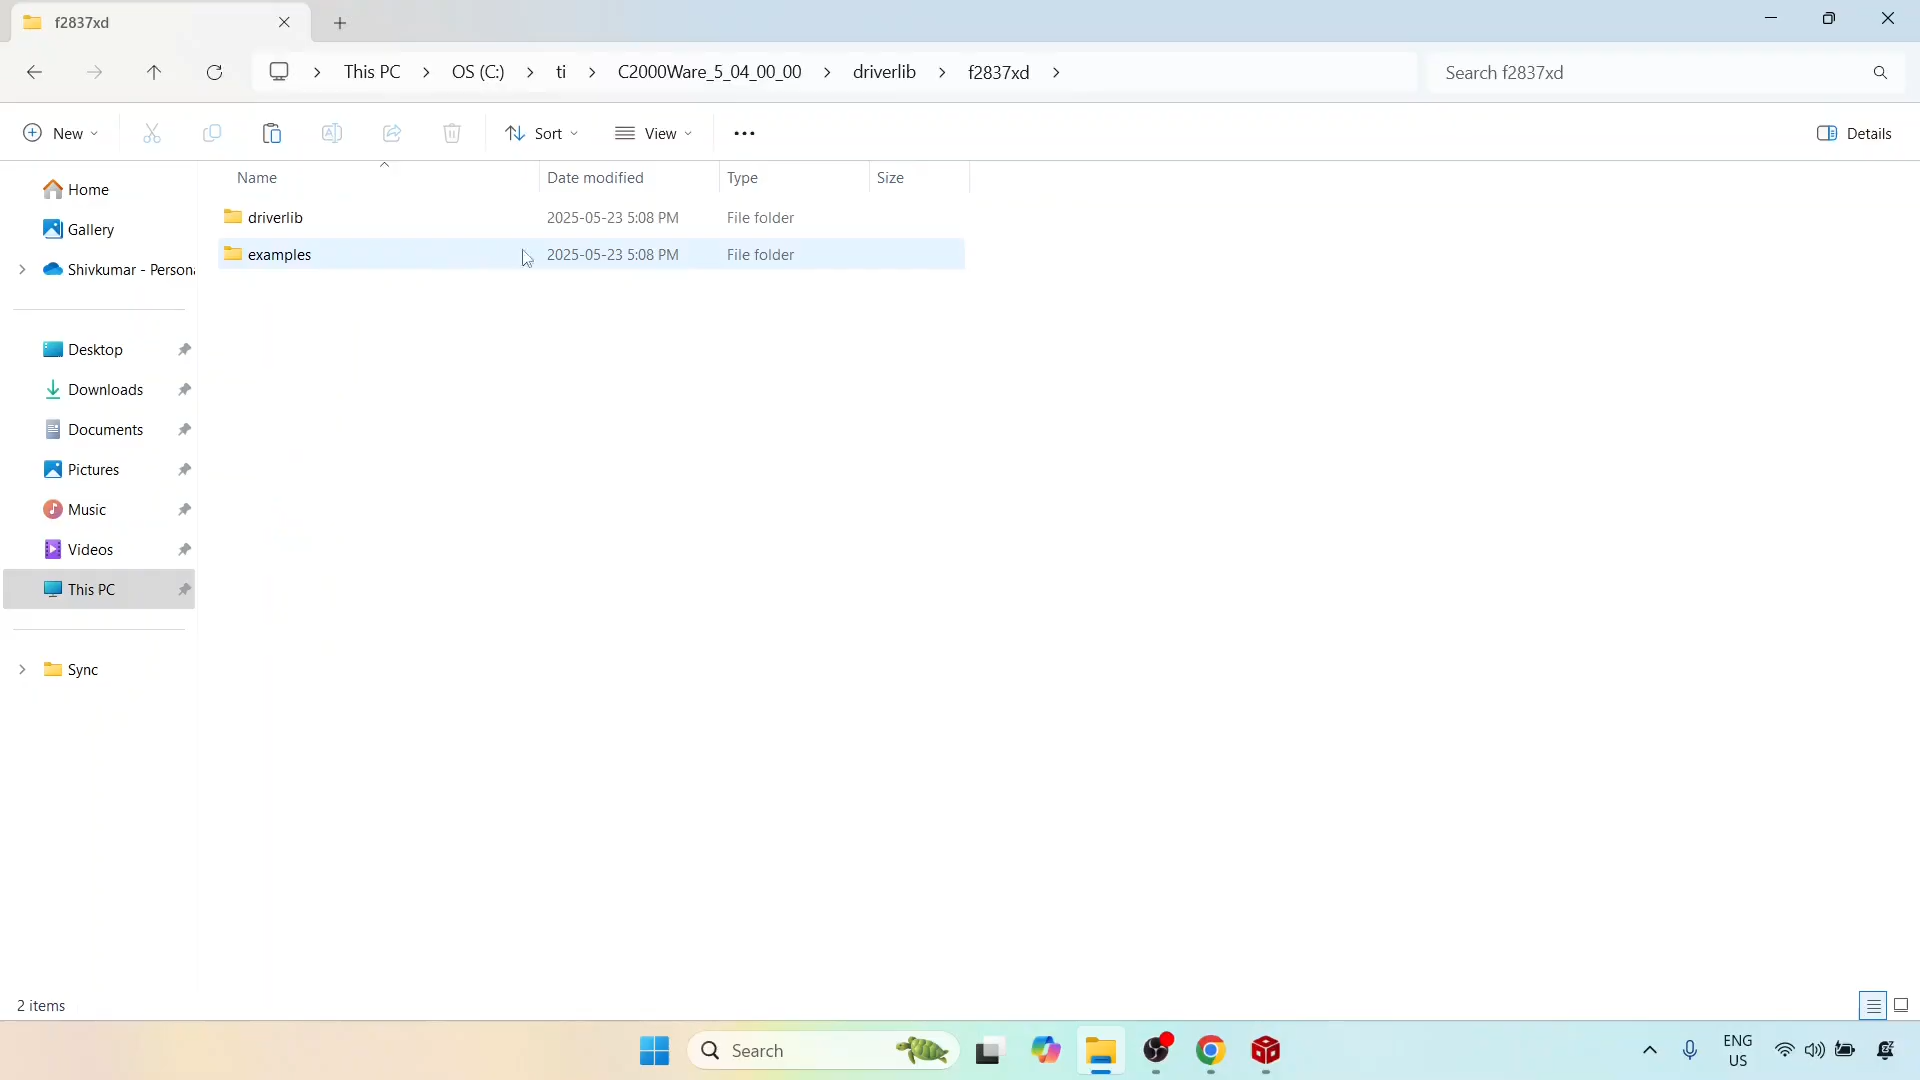 f2837xd
This PC > OS (C:) > ti > C2000Ware_5_04_00_00 > driverlib > f2837xd >
Search f2837xd
New
Sort
View
Details
Name
Date modified
Type
Size
driverlib 2025-05-23 5:08 PM File folder
examples 2025-05-23 5:08 PM File folder
Home
Gallery
Shivkumar - Persona
Desktop
Downloads
Documents
Pictures
Music
Videos
This PC
Sync
2 items
Search
ENG
US